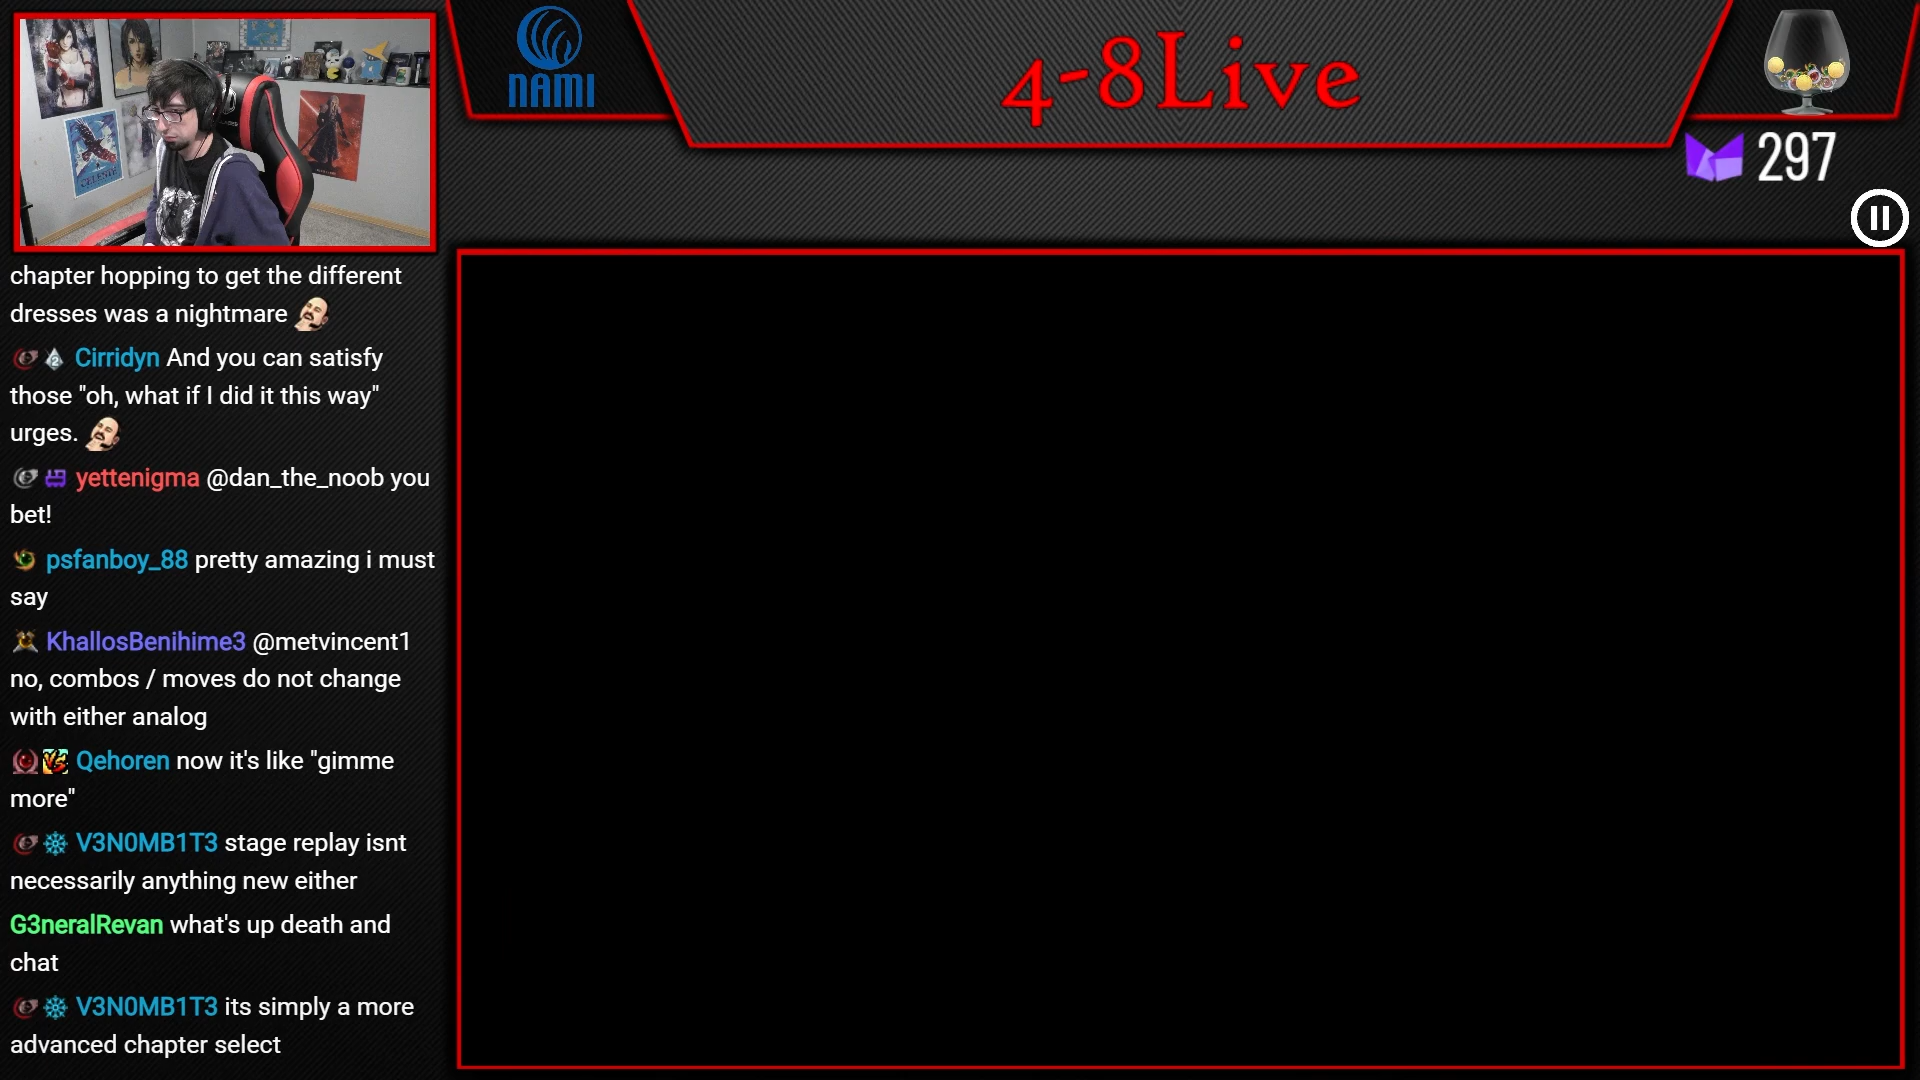 NAMI
4-8Live
297
CELESTE
chapter hopping to get the different
dresses was a nightmare
Cirridyn And you can satisfy
those "oh, what if I did it this way"
urges.
yettenigma @dan_the_noob you
bet!
psfanboy_88 pretty amazing i must
say
KhallosBenihime3 @metvincent1
no, combos / moves do not change
with either analog
Qehoren now it's like "gimme
more"
V3N0MB1T3 stage replay isnt
necessarily anything new either
G3neralRevan what's up death and
chat
V3N0MB1T3 its simply a more
advanced chapter select